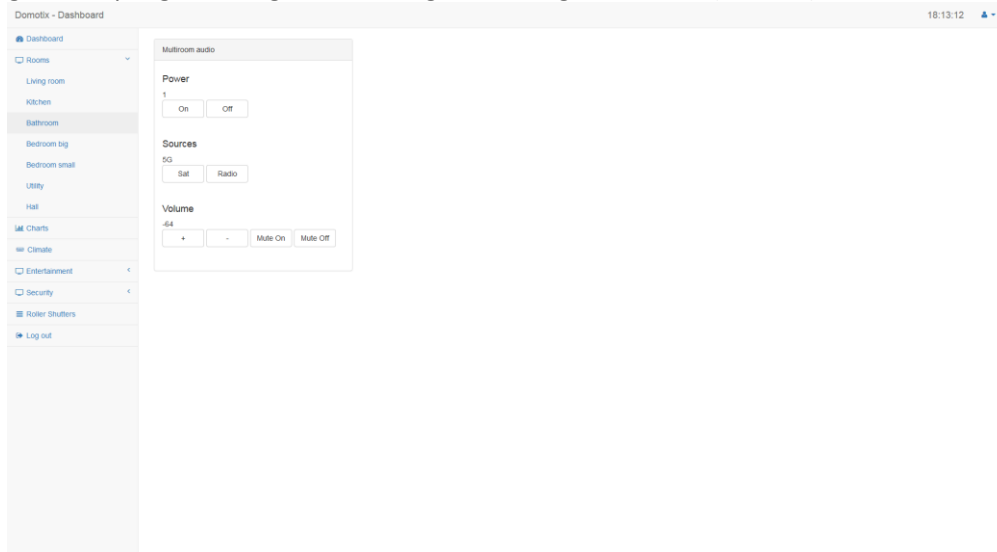 Domotix - Dashboard
18:13:12
Dashboard
Rooms
Living room
Kitchen
Bathroom
Bedroom big
Bedroom small
Utility
Hall
Charts
Climate
Entertainment
Security
Roller Shutters
Log out
Multiroom audio
Power
1
On Off
Sources
5G
Sat Radio
Volume
-64
+ - Mute On Mute Off